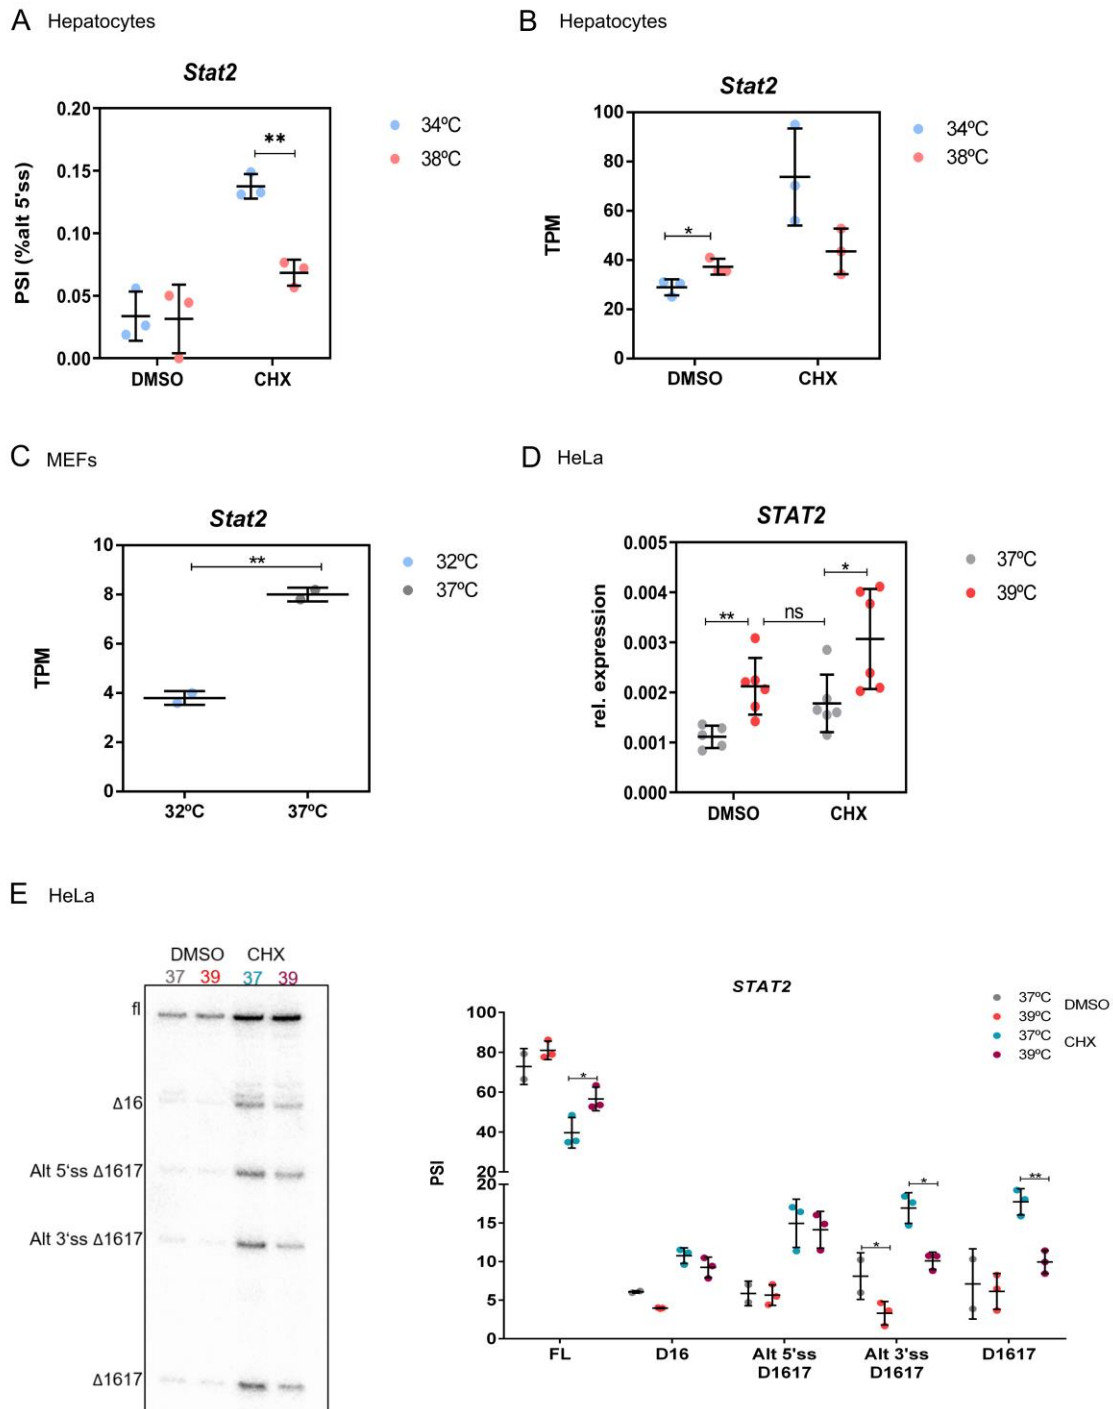 A Hepatocytes
Stat2
PSI (%alt 5'ss)
0.20
0.15
0.10
0.05
0.00
**
DMSO
CHX
34ºC
38ºC
B Hepatocytes
Stat2
TPM
100
80
60
40
20
0
*
DMSO
CHX
34ºC
38ºC
C MEFs
Stat2
TPM
10
8
6
4
2
0
**
32ºC
37ºC
32ºC
37ºC
D HeLa
STAT2
rel. expression
0.005
0.004
0.003
0.002
0.001
0.000
**
ns
*
DMSO
CHX
37ºC
39ºC
E HeLa
DMSO CHX
37 39 37 39
fl
Δ16
Alt 5'ss Δ1617
Alt 3'ss Δ1617
Δ1617
STAT2
PSI
100
80
60
40
20
20
15
10
5
0
*
*
*
**
FL
D16
Alt 5'ss
D1617
Alt 3'ss
D1617
D1617
37ºC
39ºC
DMSO
37ºC
39ºC
CHX